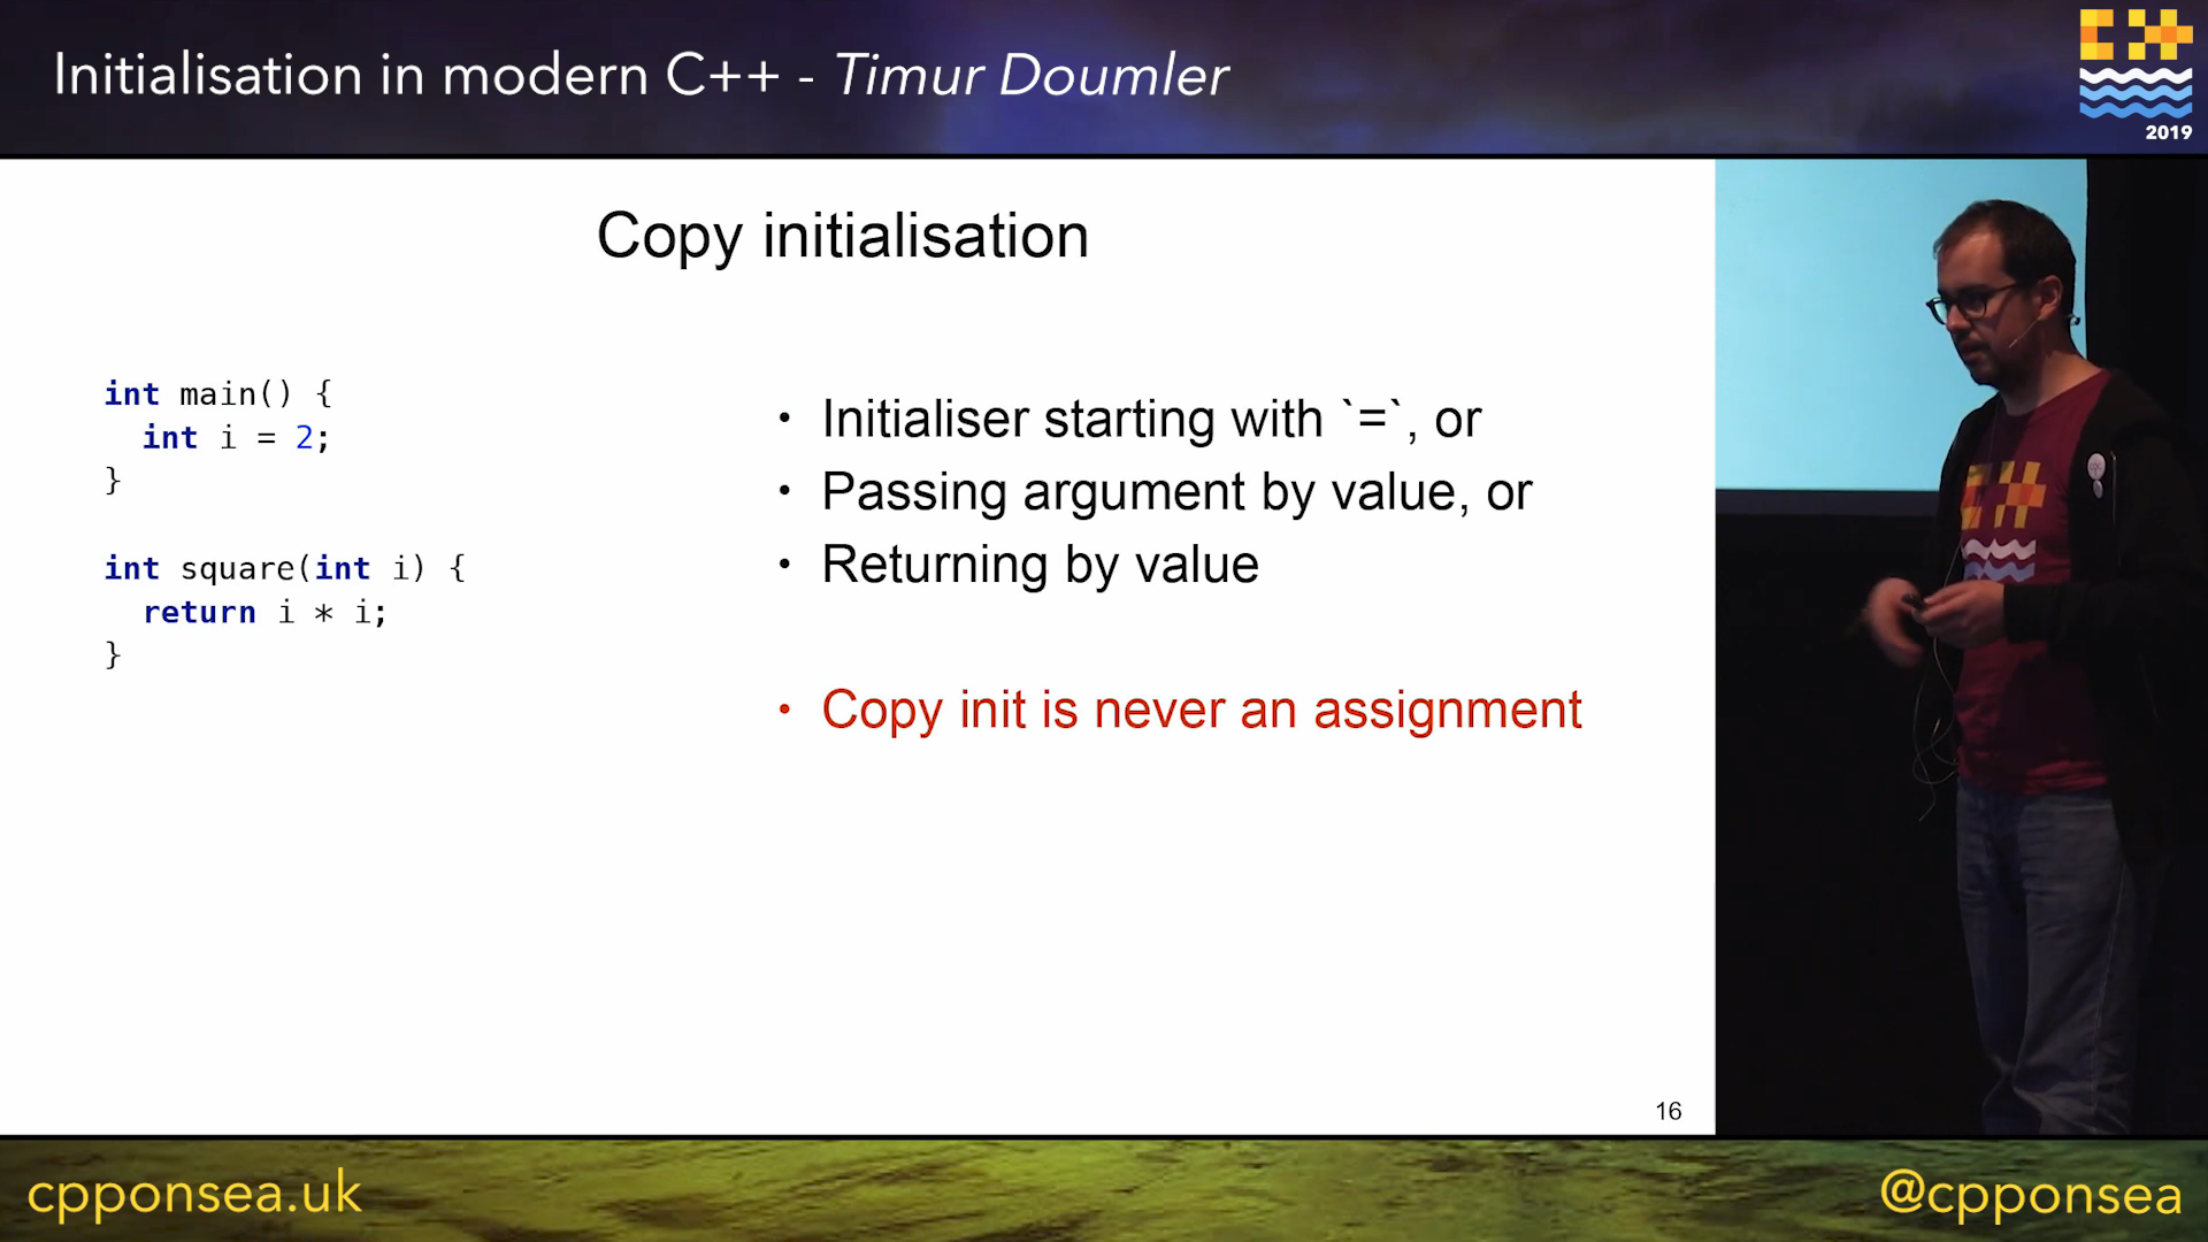 Initialisation in modern C++ - Timur Doumler
2019
Copy initialisation
int main() {
int i = 2;
}
int square(int i) {
return i * i;
}
• Initialiser starting with `=`, or
• Passing argument by value, or
• Returning by value
• Copy init is never an assignment
16
cpponsea.uk
@cpponsea